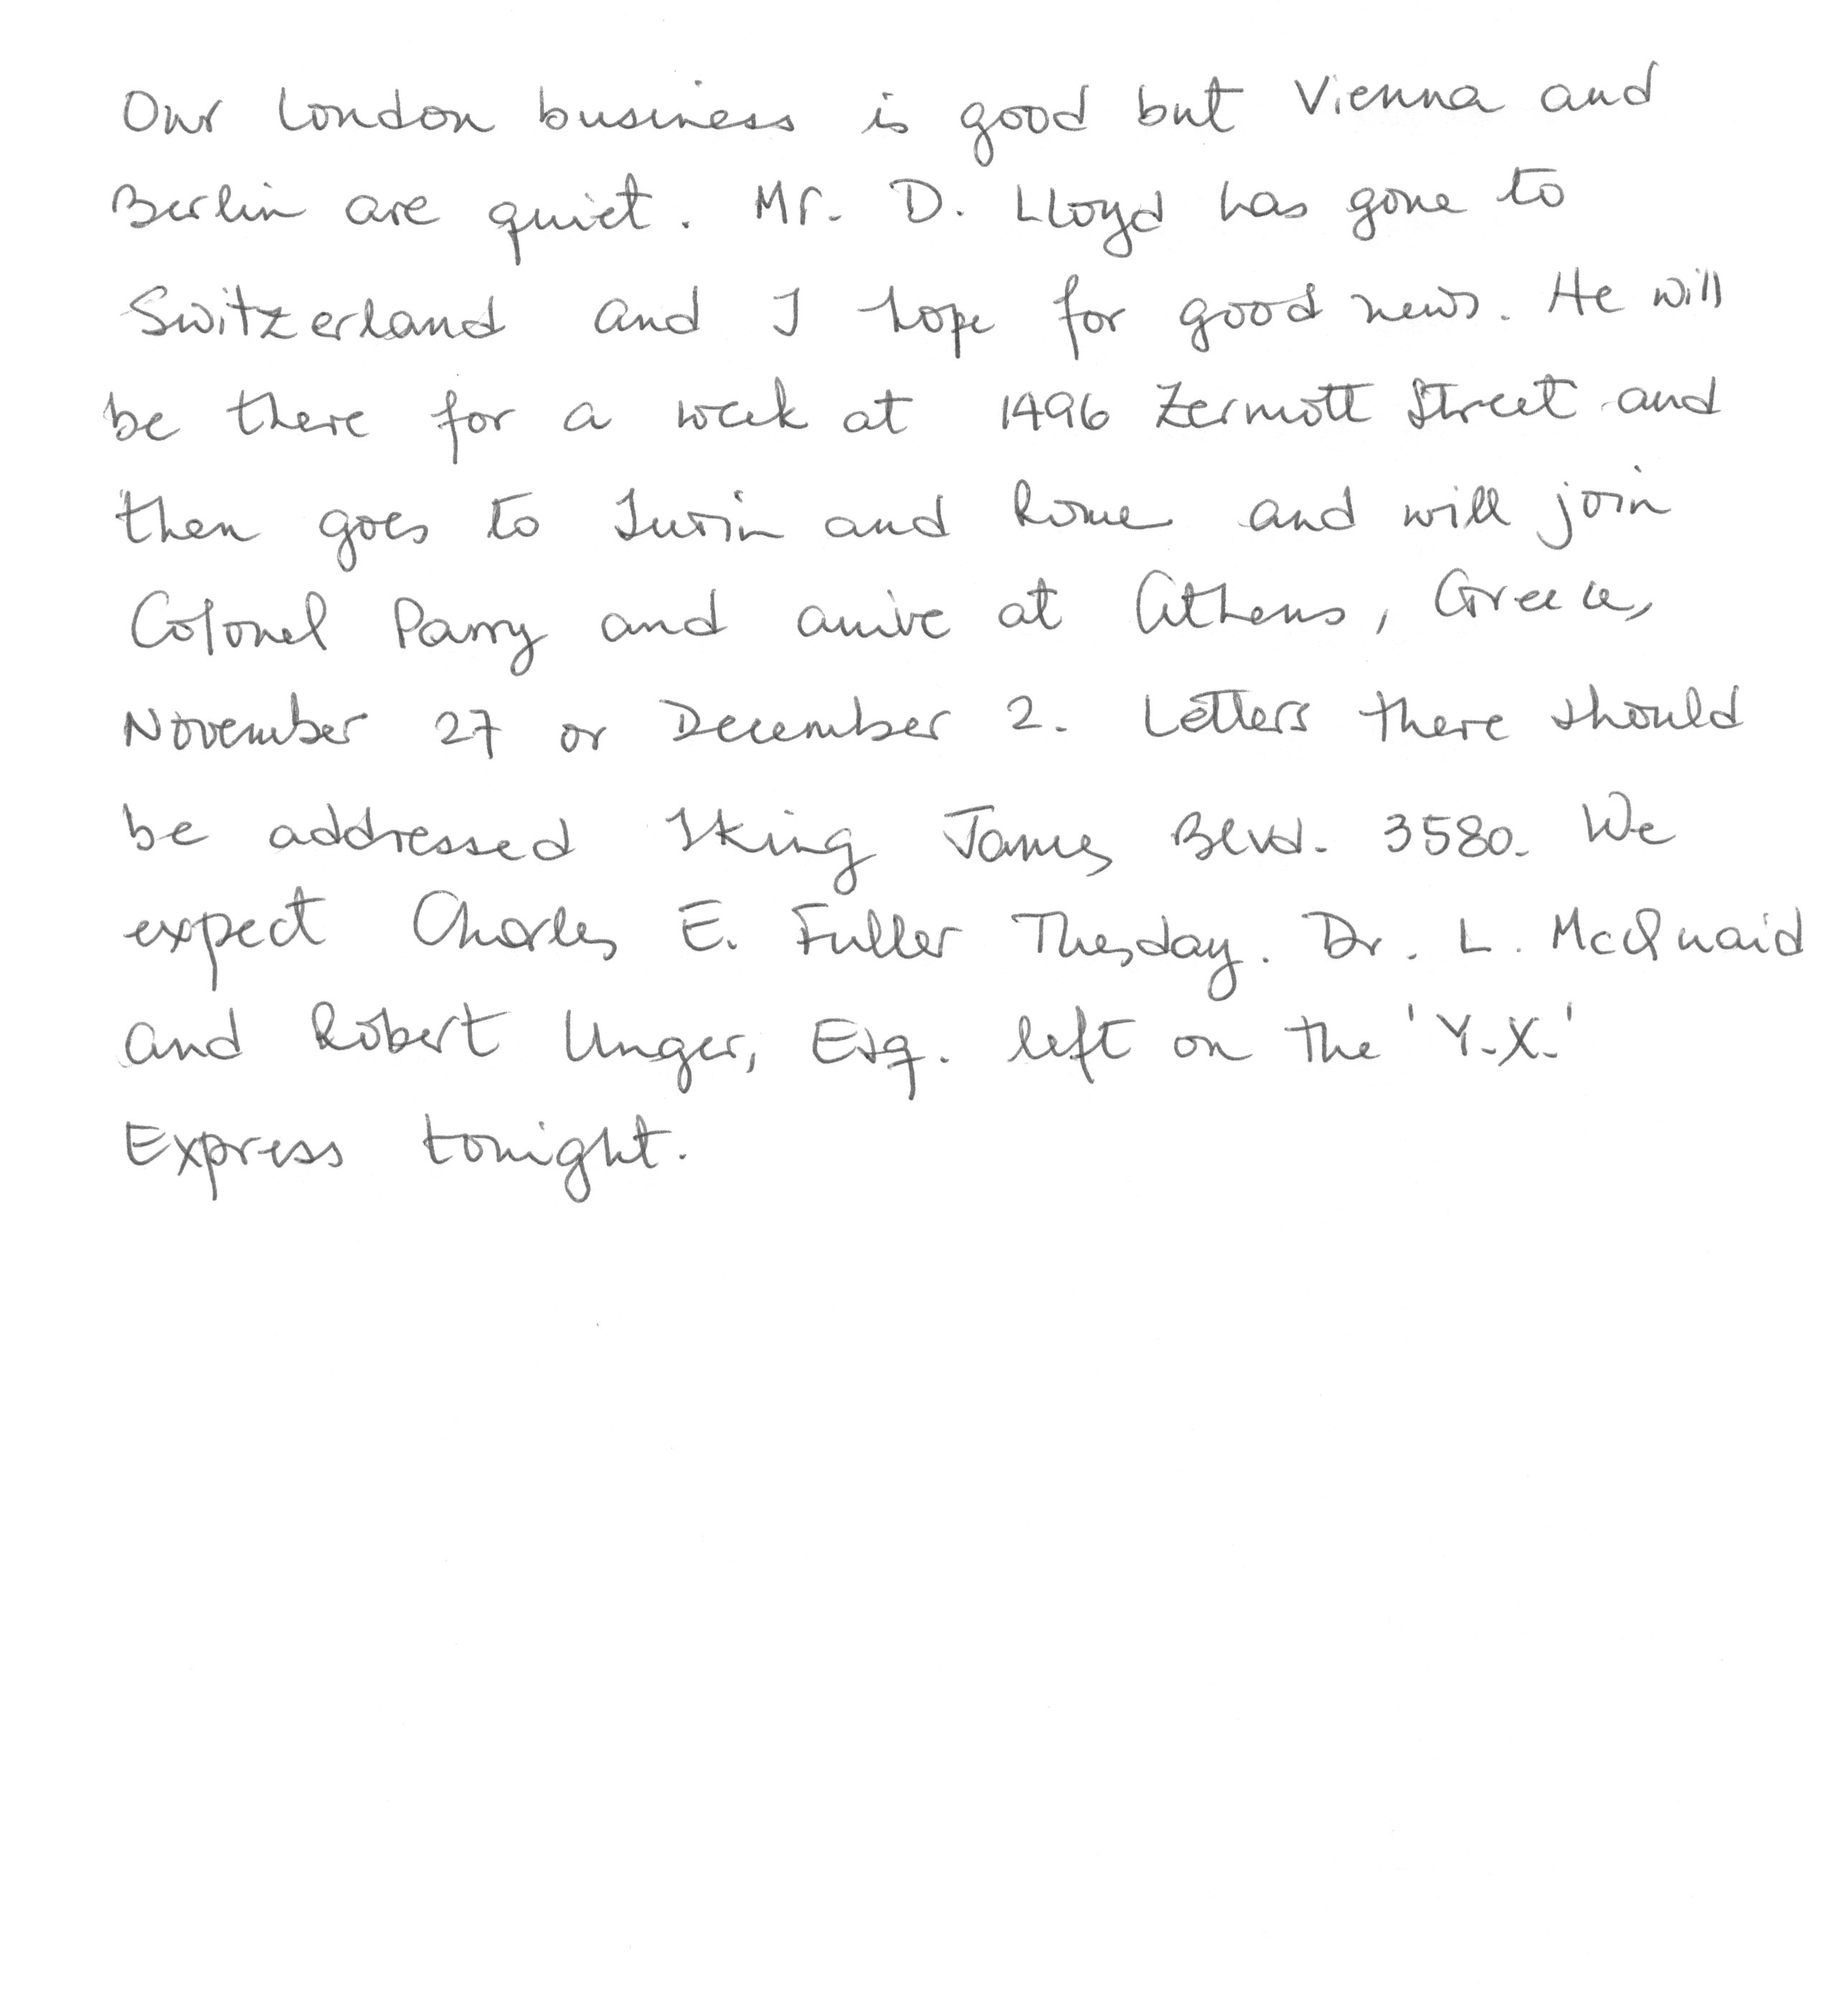 Our London business is good but Vienna and
Berlin are quiet. Mr. D. Lloyd has gone to
Switzerland and I hope for good news. He will
be there for a week at 1496 Zermott Street and
then goes to Turin and Rome and will join
Colonel Parry and arrive at Athens, Greece,
November 27 or December 2. Letters there should
be addressed King James Blvd. 3580. We
expect Charles E. Fuller Thesday. Dr. L. McQuaid
and Robert Unger, Esq. left on the 'Y.X.'
Express tonight.